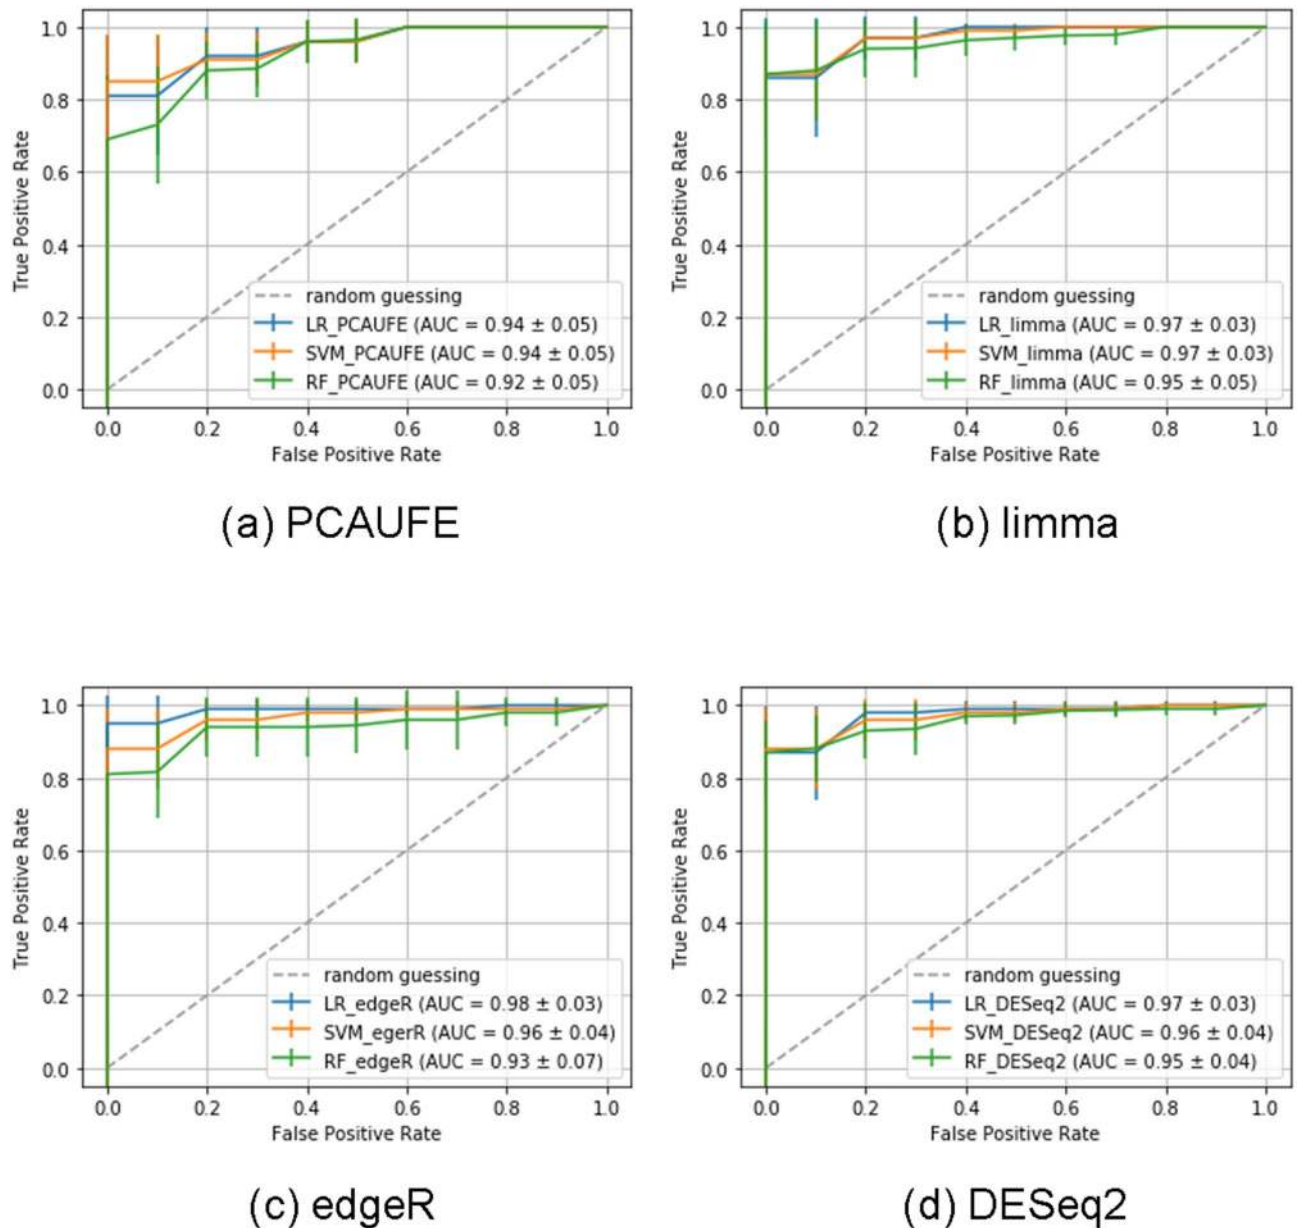 1.0
0.8
0.6
0.4
0.2
0.0
True Positive Rate
random guessing
LR_PCAUFE (AUC = 0.94 ± 0.05)
SVM_PCAUFE (AUC = 0.94 ± 0.05)
RF_PCAUFE (AUC = 0.92 ± 0.05)
0.0 0.2 0.4 0.6 0.8 1.0
False Positive Rate
(a) PCAUFE
1.0
0.8
0.6
0.4
0.2
0.0
True Positive Rate
random guessing
LR_limma (AUC = 0.97 ± 0.03)
SVM_limma (AUC = 0.97 ± 0.03)
RF_limma (AUC = 0.95 ± 0.05)
0.0 0.2 0.4 0.6 0.8 1.0
False Positive Rate
(b) limma
1.0
0.8
0.6
0.4
0.2
0.0
True Positive Rate
random guessing
LR_edgeR (AUC = 0.98 ± 0.03)
SVM_egerR (AUC = 0.96 ± 0.04)
RF_edgeR (AUC = 0.93 ± 0.07)
0.0 0.2 0.4 0.6 0.8 1.0
False Positive Rate
(c) edgeR
1.0
0.8
0.6
0.4
0.2
0.0
True Positive Rate
random guessing
LR_DESeq2 (AUC = 0.97 ± 0.03)
SVM_DESeq2 (AUC = 0.96 ± 0.04)
RF_DESeq2 (AUC = 0.95 ± 0.04)
0.0 0.2 0.4 0.6 0.8 1.0
False Positive Rate
(d) DESeq2